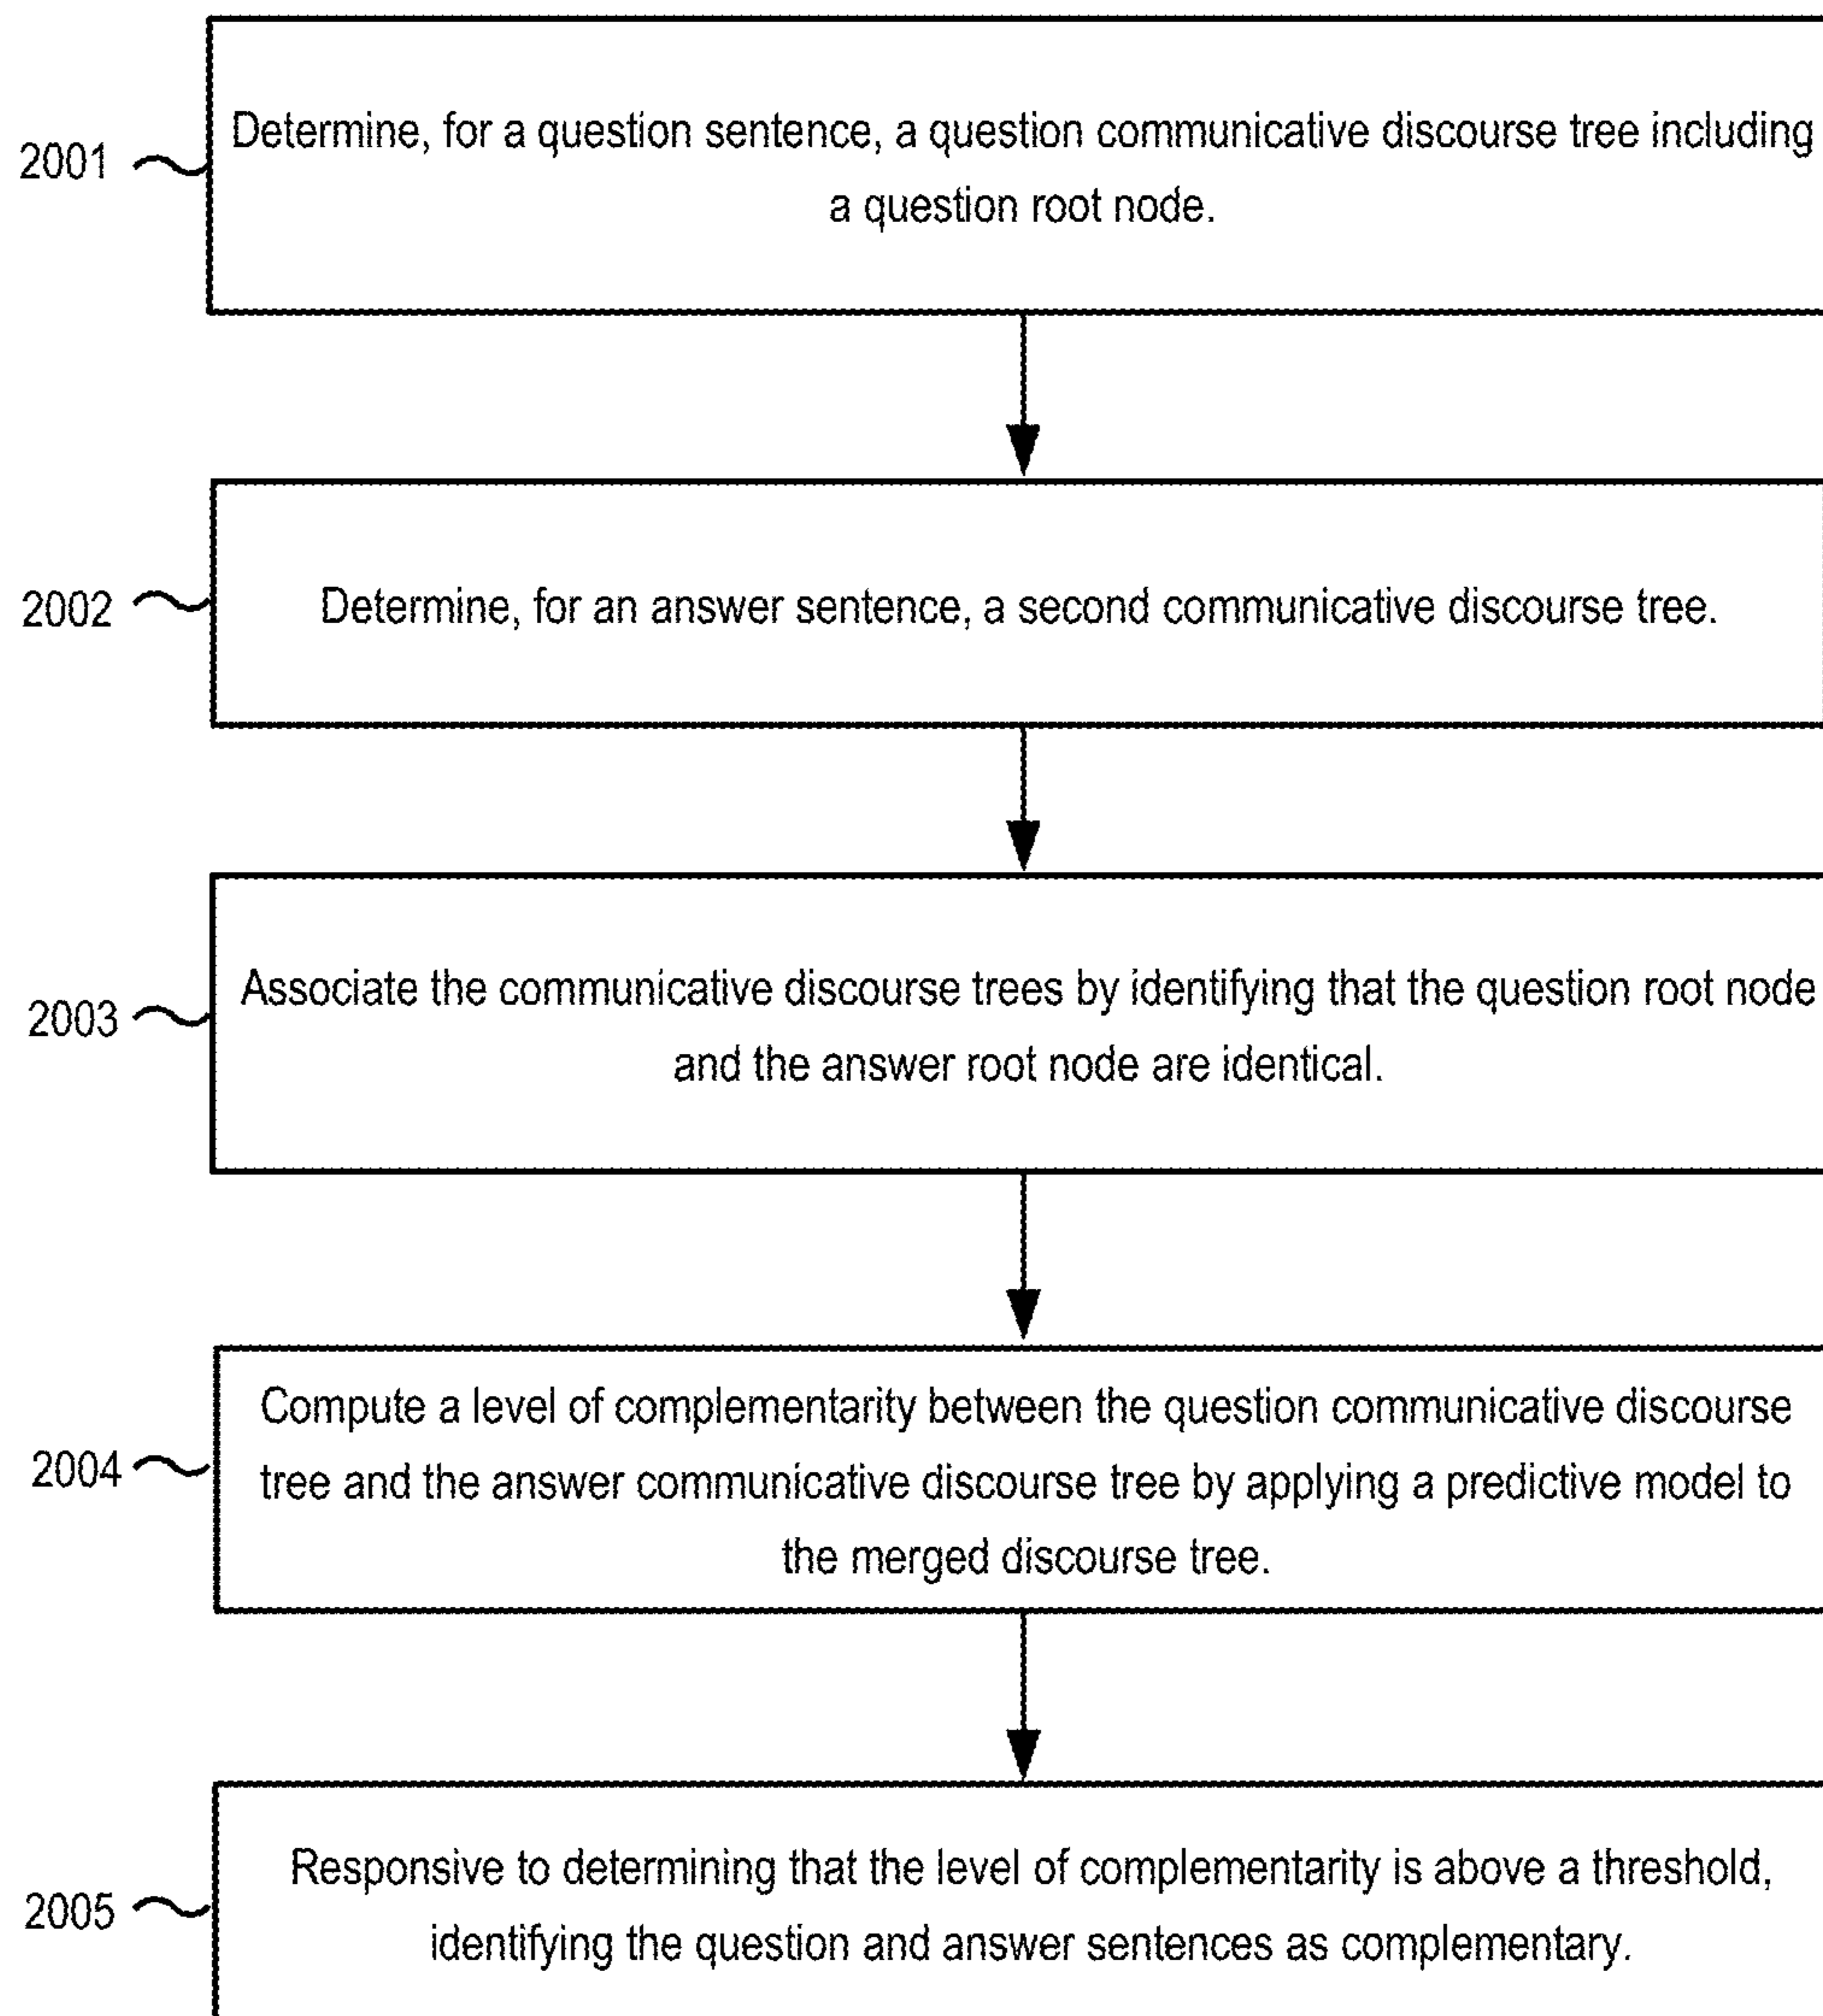 2001
Determine, for a question sentence, a question communicative discourse tree including
a question root node.
2002
Determine, for an answer sentence, a second communicative discourse tree.
2003
Associate the communicative discourse trees by identifying that the question root node
and the answer root node are identical.
2004
Compute a level of complementarity between the question communicative discourse
tree and the answer communicative discourse tree by applying a predictive model to
the merged discourse tree.
2005
Responsive to determining that the level of complementarity is above a threshold,
identifying the question and answer sentences as complementary.